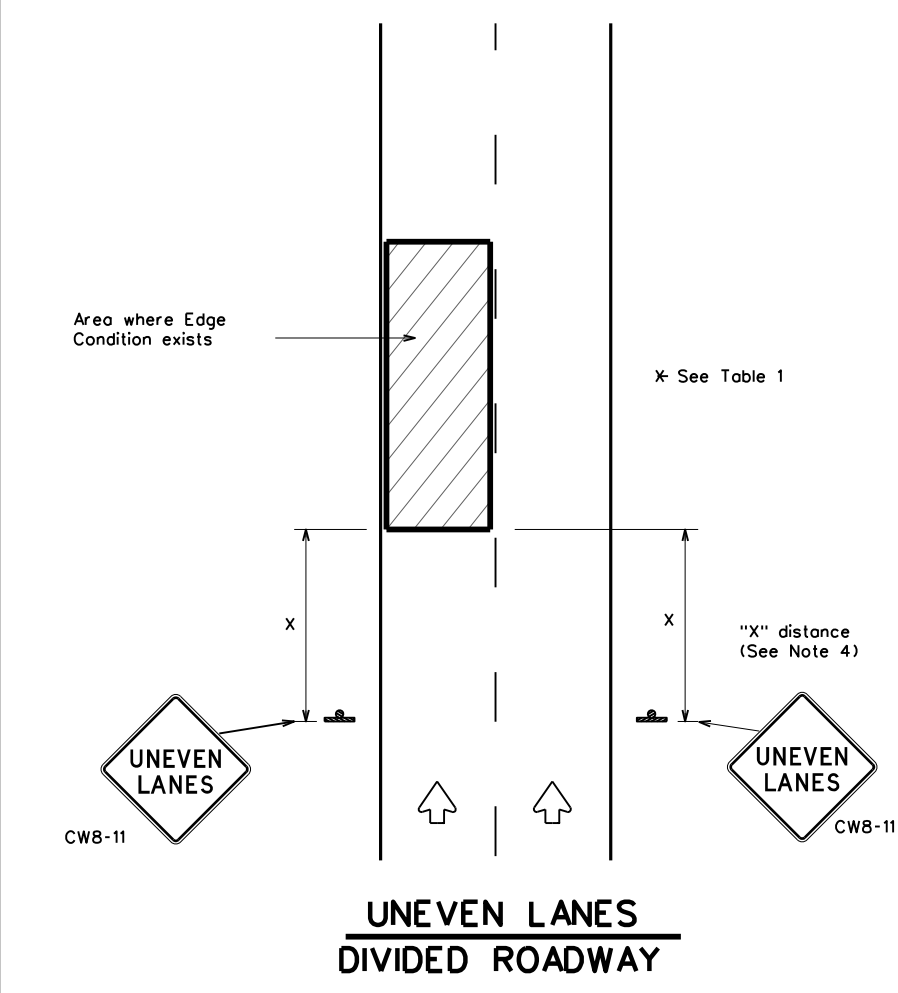 Area where Edge
Condition exists
X See Table 1
X
X
"X" distance
(See Note 4)
UNEVEN
LANES
CW8-11
UNEVEN
LANES
CW8-11
UNEVEN LANES
DIVIDED ROADWAY